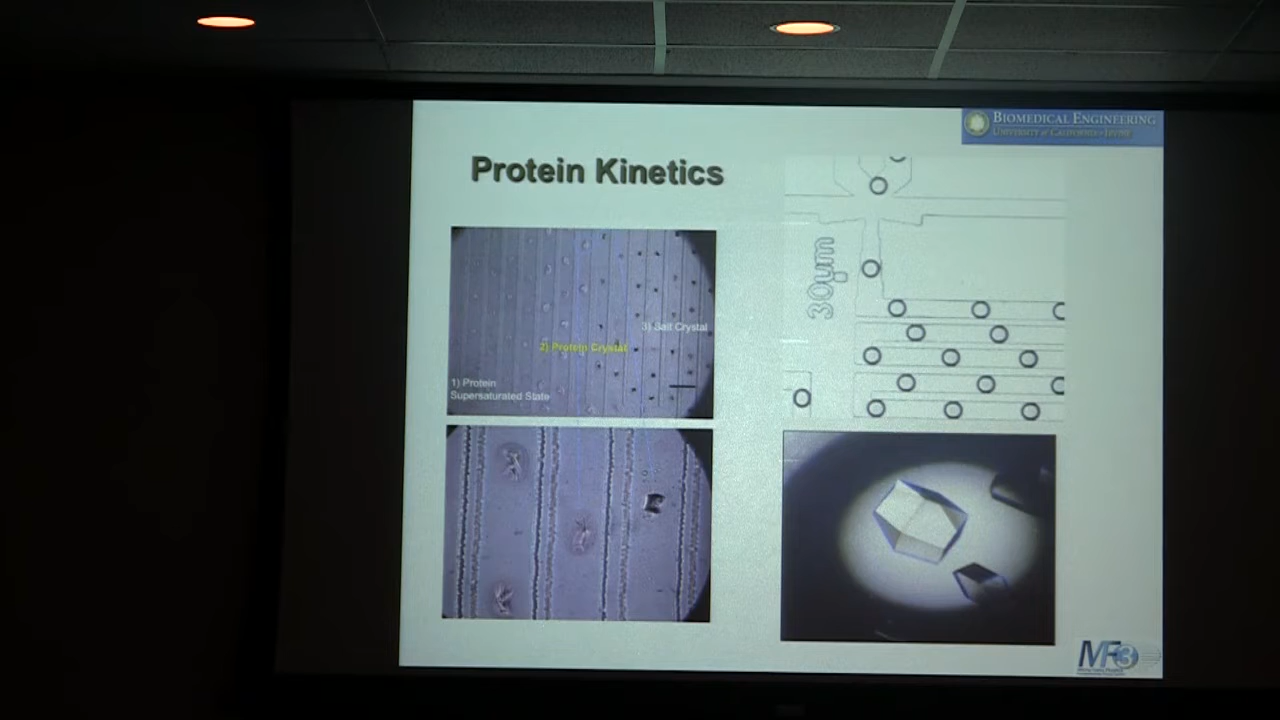 BIOMEDICAL ENGINEERING
UNIVERSITY of CALIFORNIA • IRVINE
Protein Kinetics
30µm
3) Salt Crystal
2) Protein Crystal
1) Protein
Supersaturated State
MF3